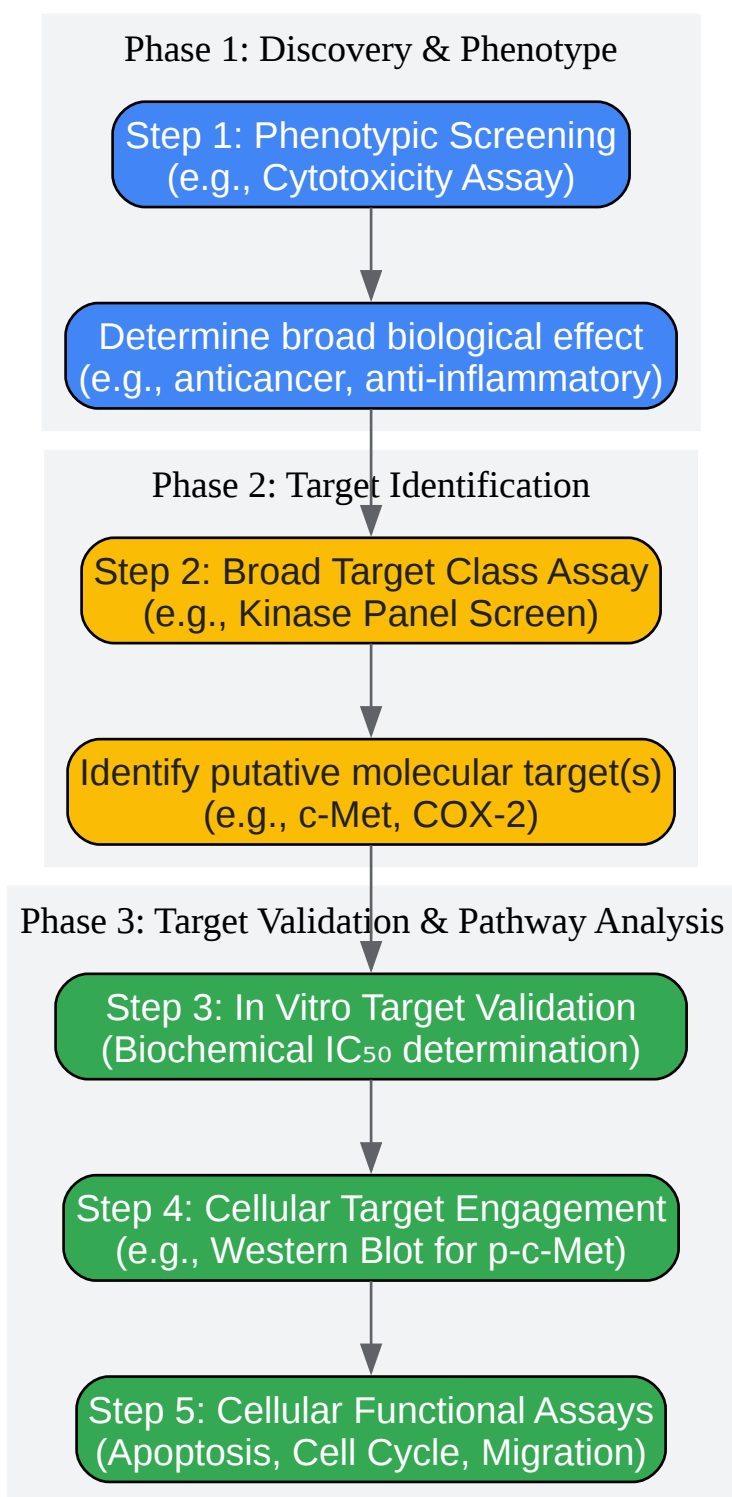 Phase 1: Discovery & Phenotype
Step 1: Phenotypic Screening
(e.g., Cytotoxicity Assay)
Determine broad biological effect
(e.g., anticancer, anti-inflammatory)
Phase 2: Target Identification
Step 2: Broad Target Class Assay
(e.g., Kinase Panel Screen)
Identify putative molecular target(s)
(e.g., c-Met, COX-2)
Phase 3: Target Validation & Pathway Analysis
Step 3: In Vitro Target Validation
(Biochemical IC₅₀ determination)
Step 4: Cellular Target Engagement
(e.g., Western Blot for p-c-Met)
Step 5: Cellular Functional Assays
(Apoptosis, Cell Cycle, Migration)